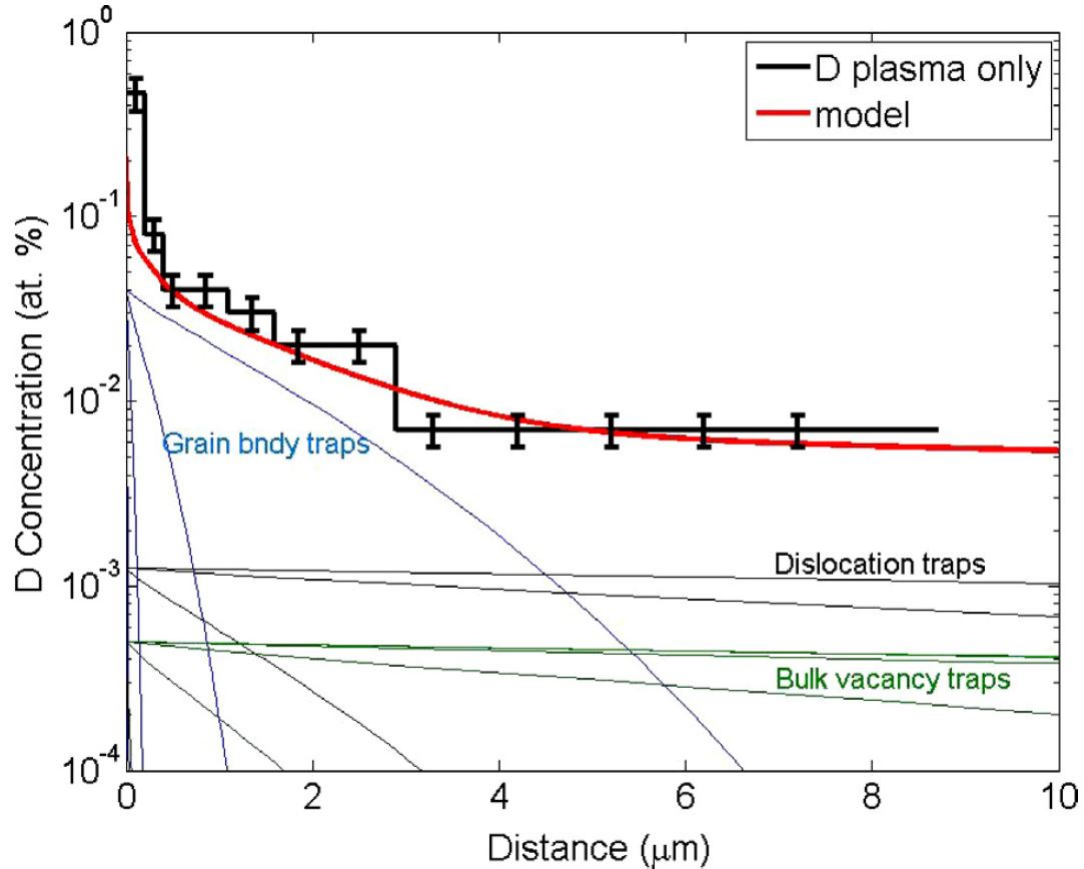 10^0
10^-1
10^-2
10^-3
10^-4
D Concentration (at. %)
D plasma only
model
Grain bndy traps
Dislocation traps
Bulk vacancy traps
0 2 4 6 8 10
Distance (μm)